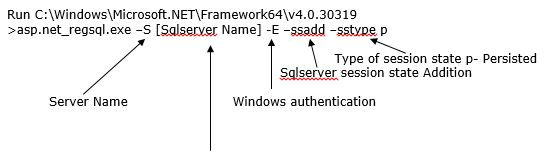 Run C:\Windows\Microsoft.NET\Framework64\v4.0.30319
>asp.net_regsql.exe –S [Sqlserver Name] -E –ssadd –sstype p
Type of session state p- Persisted
Sqlserver session state Addition
Server Name
Windows authentication